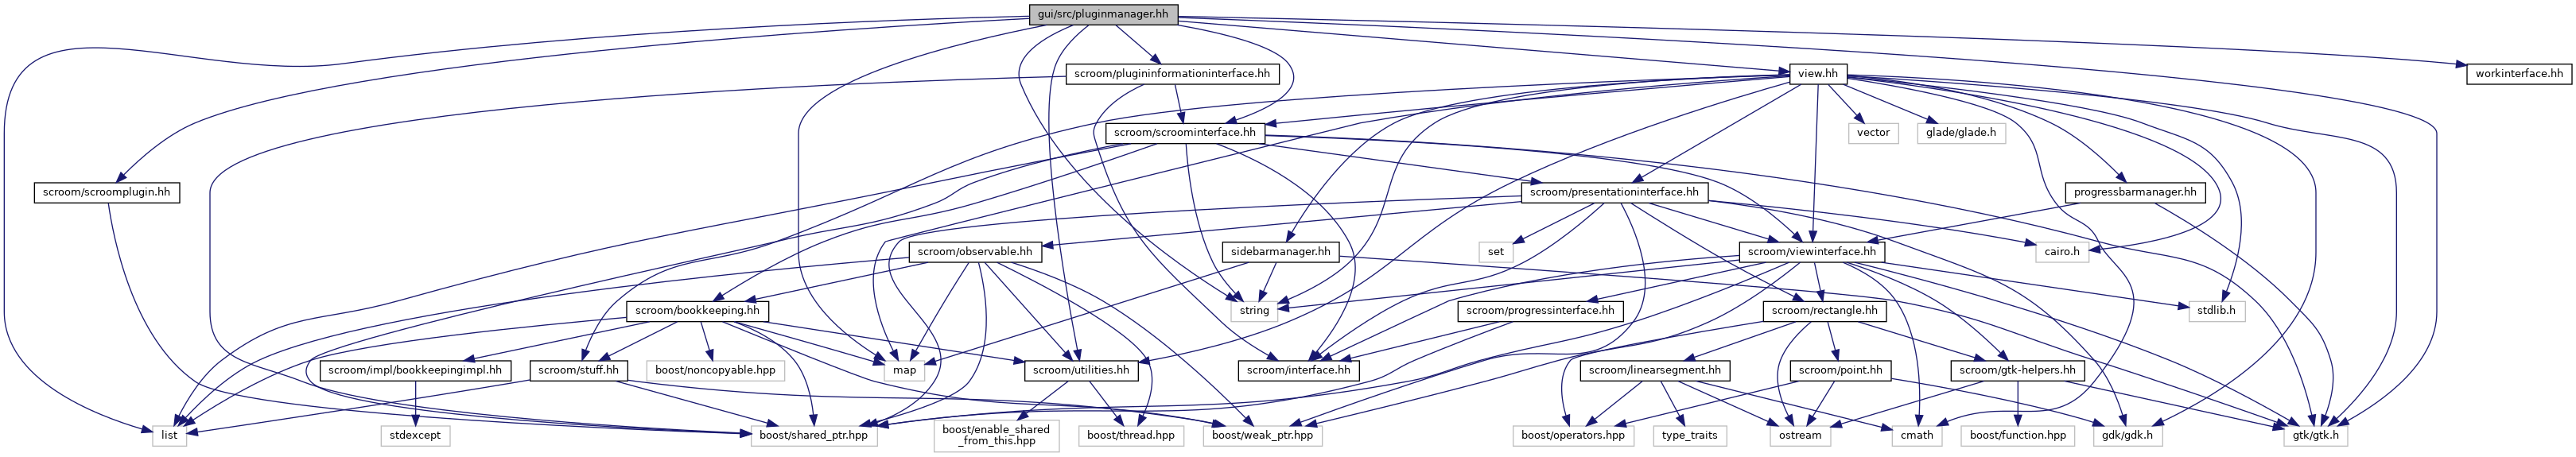 gui/src/pluginmanager.hh
scroom/plugininformationinterface.hh
view.hh
workinterface.hh
scroom/scroominterface.hh
vector
glade/glade.h
scroom/scroomplugin.hh
scroom/presentationinterface.hh
progressbarmanager.hh
scroom/observable.hh
sidebarmanager.hh
set
scroom/viewinterface.hh
cairo.h
scroom/bookkeeping.hh
string
scroom/progressinterface.hh
scroom/rectangle.hh
stdlib.h
scroom/impl/bookkeepingimpl.hh
scroom/stuff.hh
boost/noncopyable.hpp
map
scroom/utilities.hh
scroom/interface.hh
scroom/linearsegment.hh
scroom/point.hh
scroom/gtk-helpers.hh
list
stdexcept
boost/shared_ptr.hpp
boost/enable_shared
_from_this.hpp
boost/thread.hpp
boost/weak_ptr.hpp
boost/operators.hpp
type_traits
ostream
cmath
boost/function.hpp
gdk/gdk.h
gtk/gtk.h